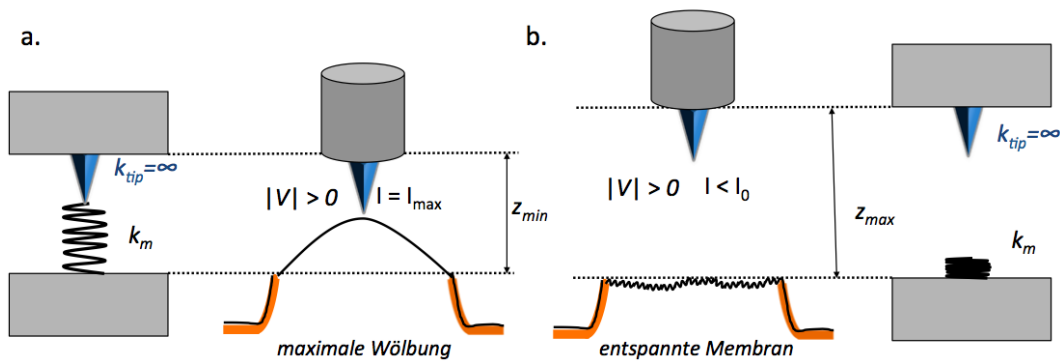 a.
k_tip=∞
k_m
|V| > 0
I = I_max
z_min
maximale Wölbung
b.
|V| > 0
I < I_0
z_max
k_tip=∞
k_m
entspannte Membran